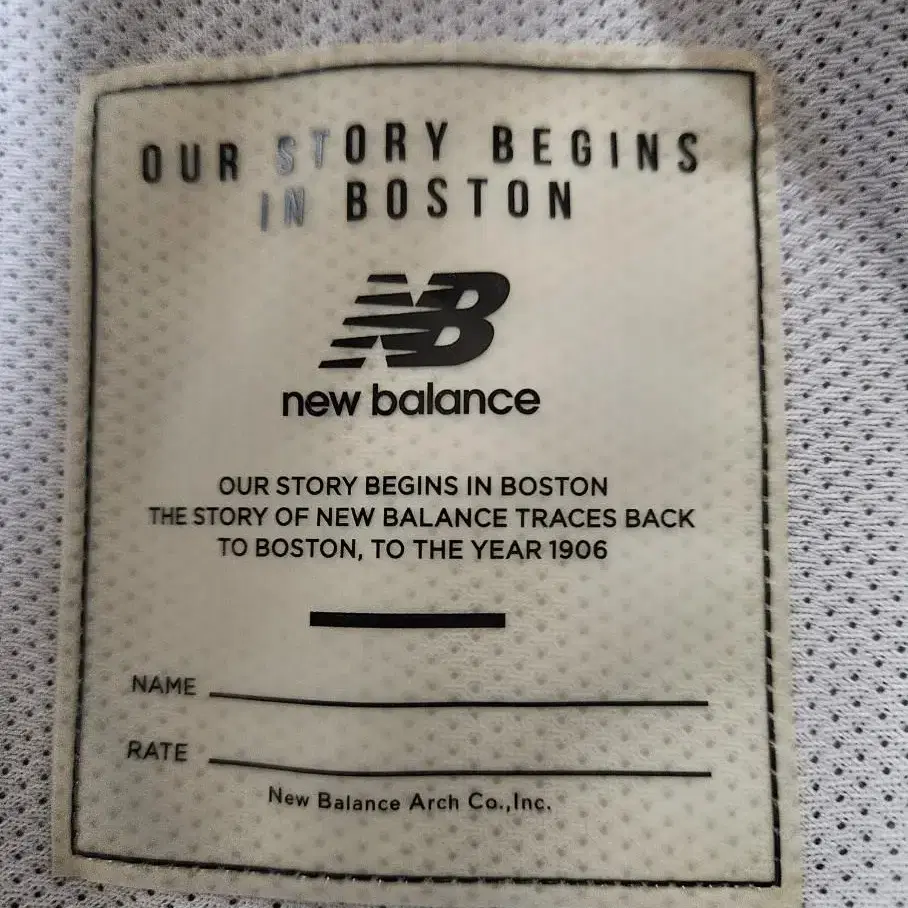 OUR STORY BEGINS
IN BOSTON
NB
new balance
OUR STORY BEGINS IN BOSTON
THE STORY OF NEW BALANCE TRACES BACK
TO BOSTON, TO THE YEAR 1906
NAME
RATE
New Balance Arch Co.,Inc.